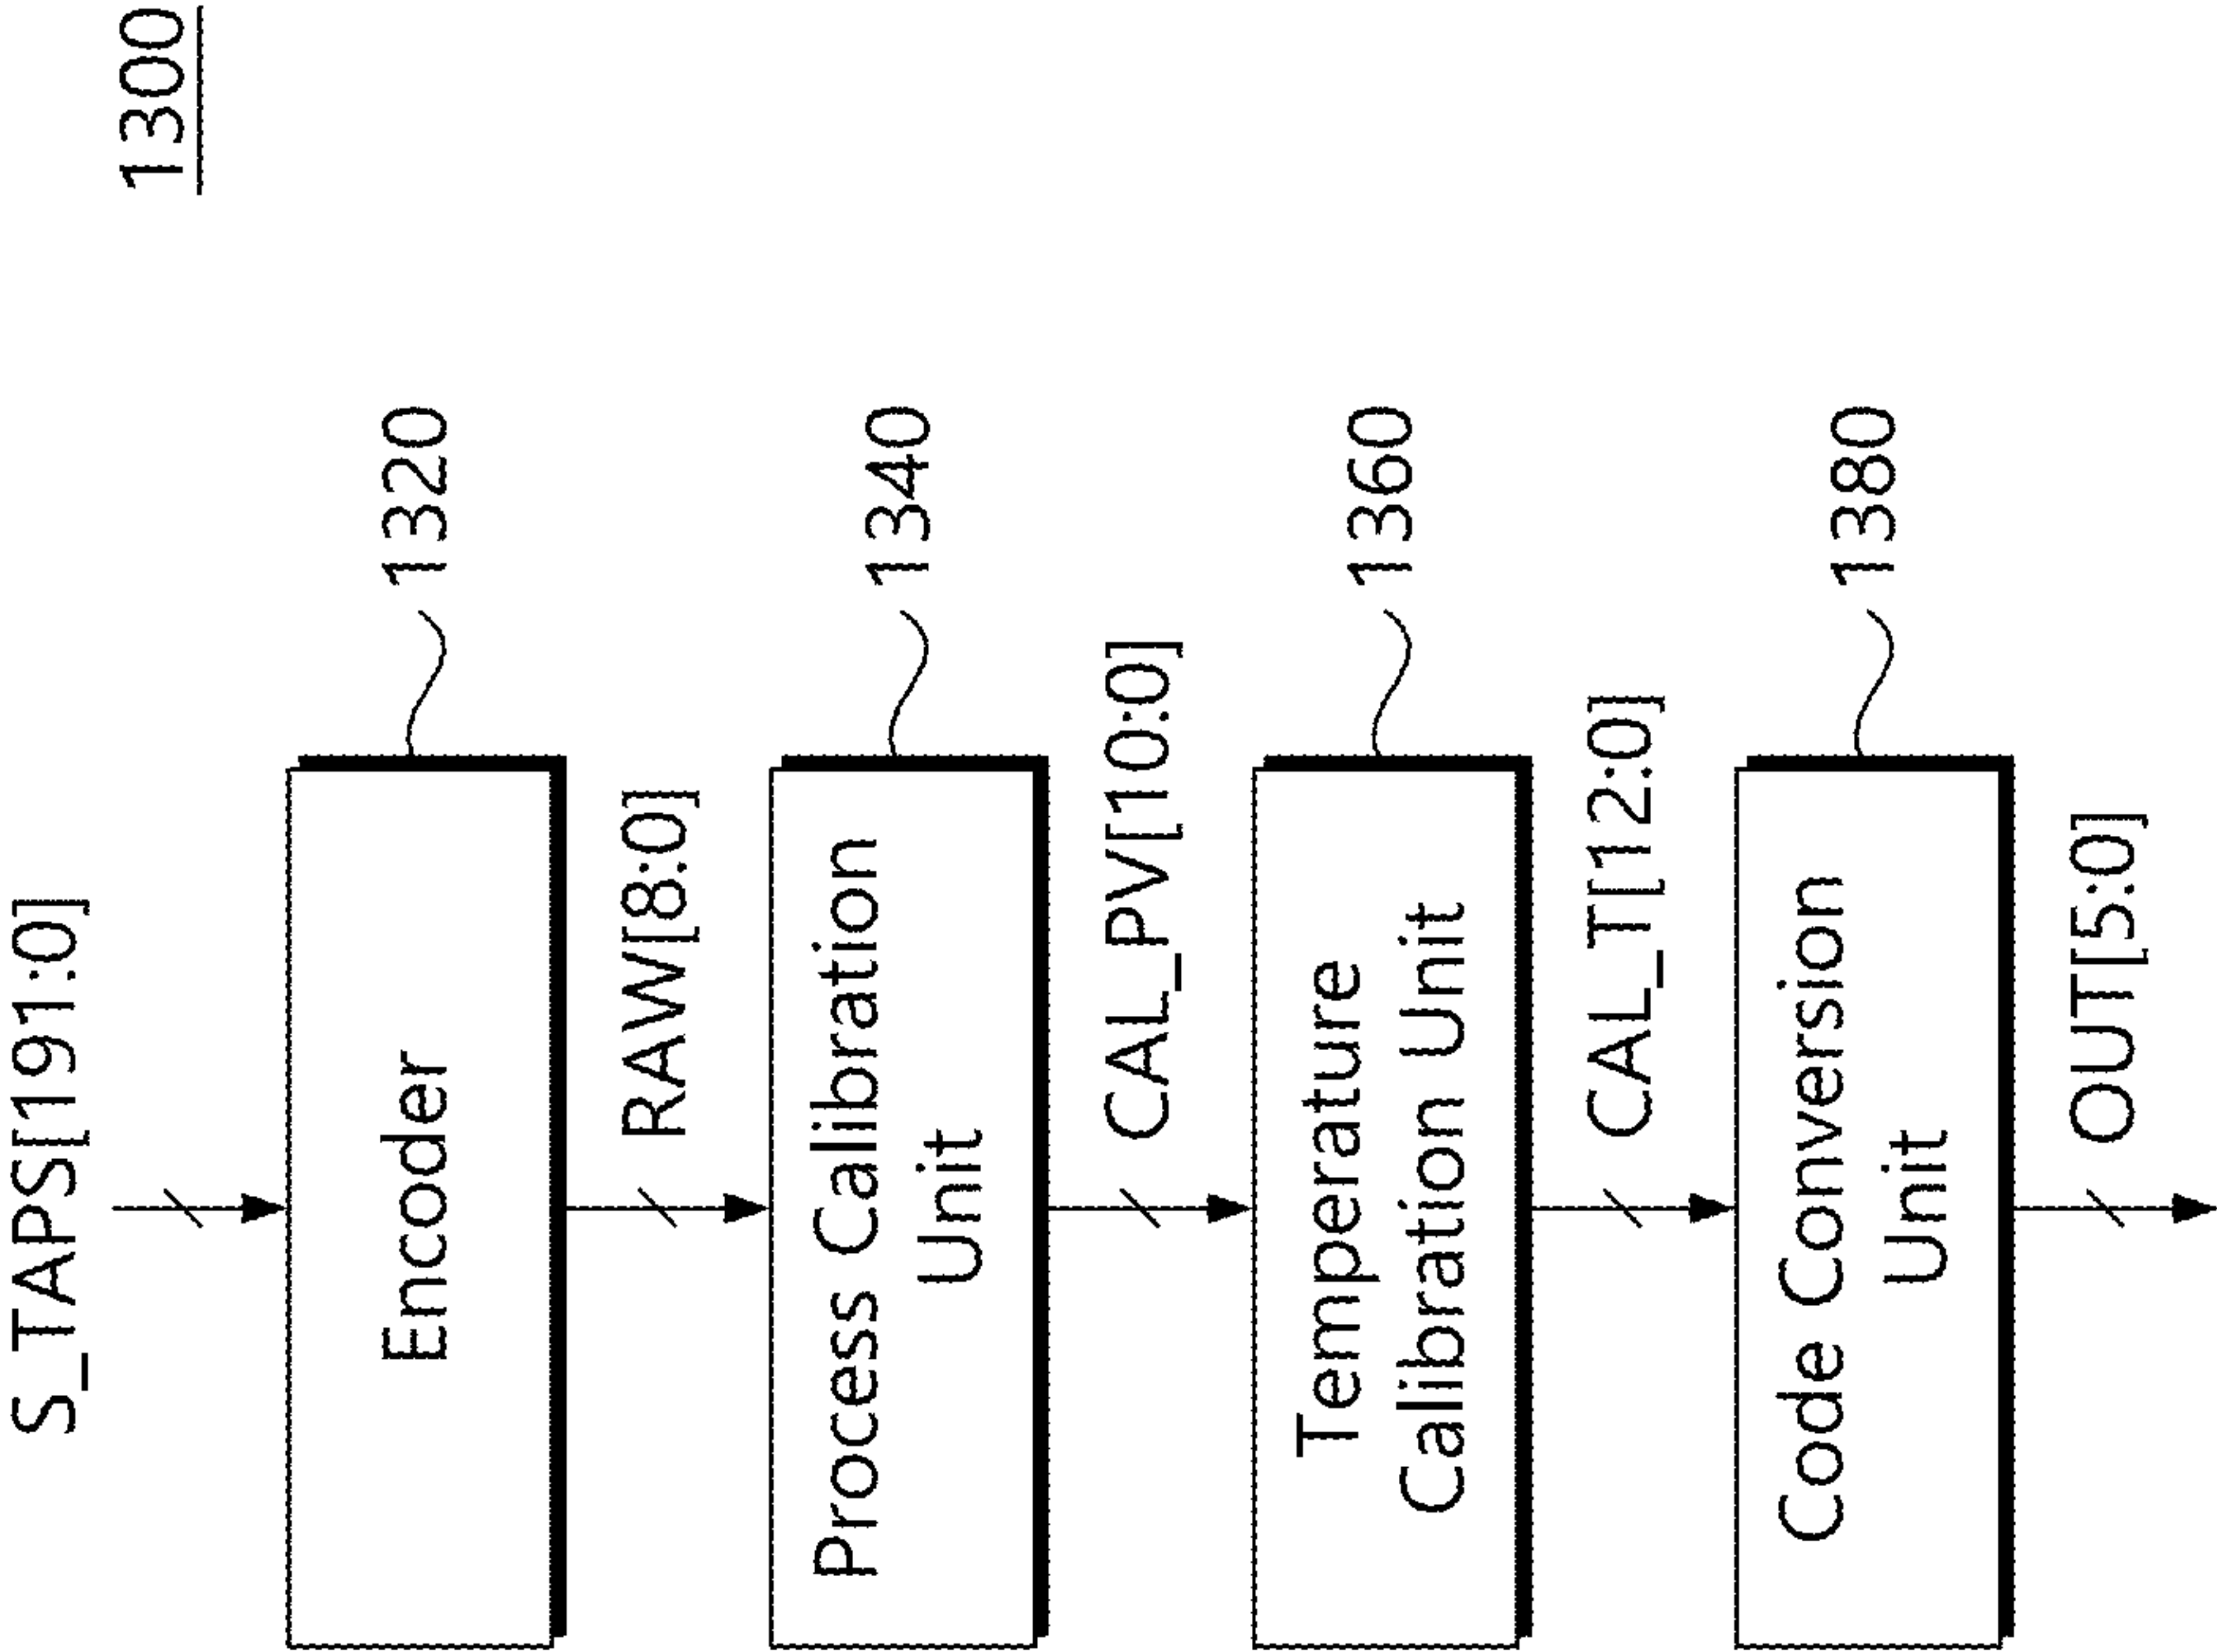 1300
S_TAPS[191:0]
Encoder
1320
RAW[8:0]
Process Calibration
Unit
1340
CAL_PV[10:0]
Temperature
Calibration Unit
1360
CAL_T[12:0]
Code Conversion
Unit
1380
OUT[5:0]